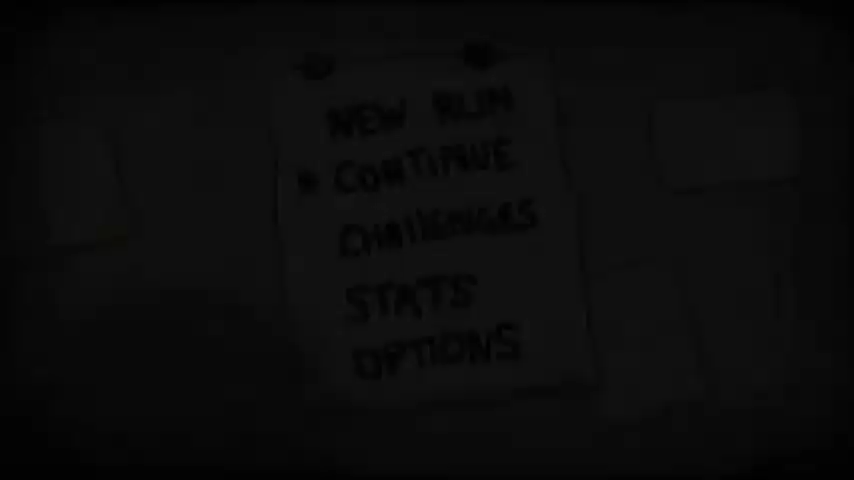 NEW RUN
CONTINUE
CHALLENGES
STATS
OPTIONS